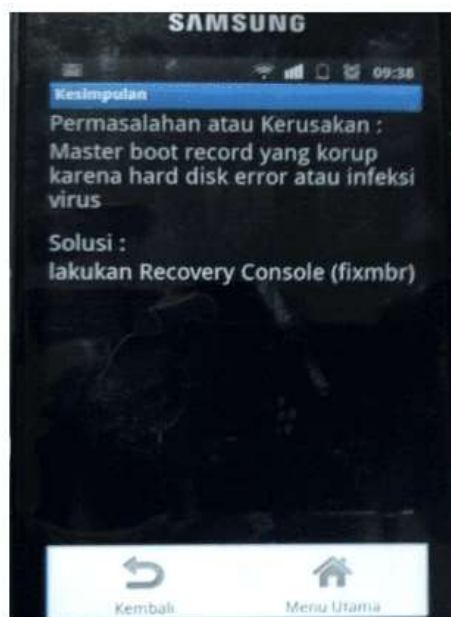 SAMSUNG
09:38
Kesimpulan
Permasalahan atau Kerusakan :
Master boot record yang korup
karena hard disk error atau infeksi
virus
Solusi :
lakukan Recovery Console (fixmbr)
Kembali
Menu Utama